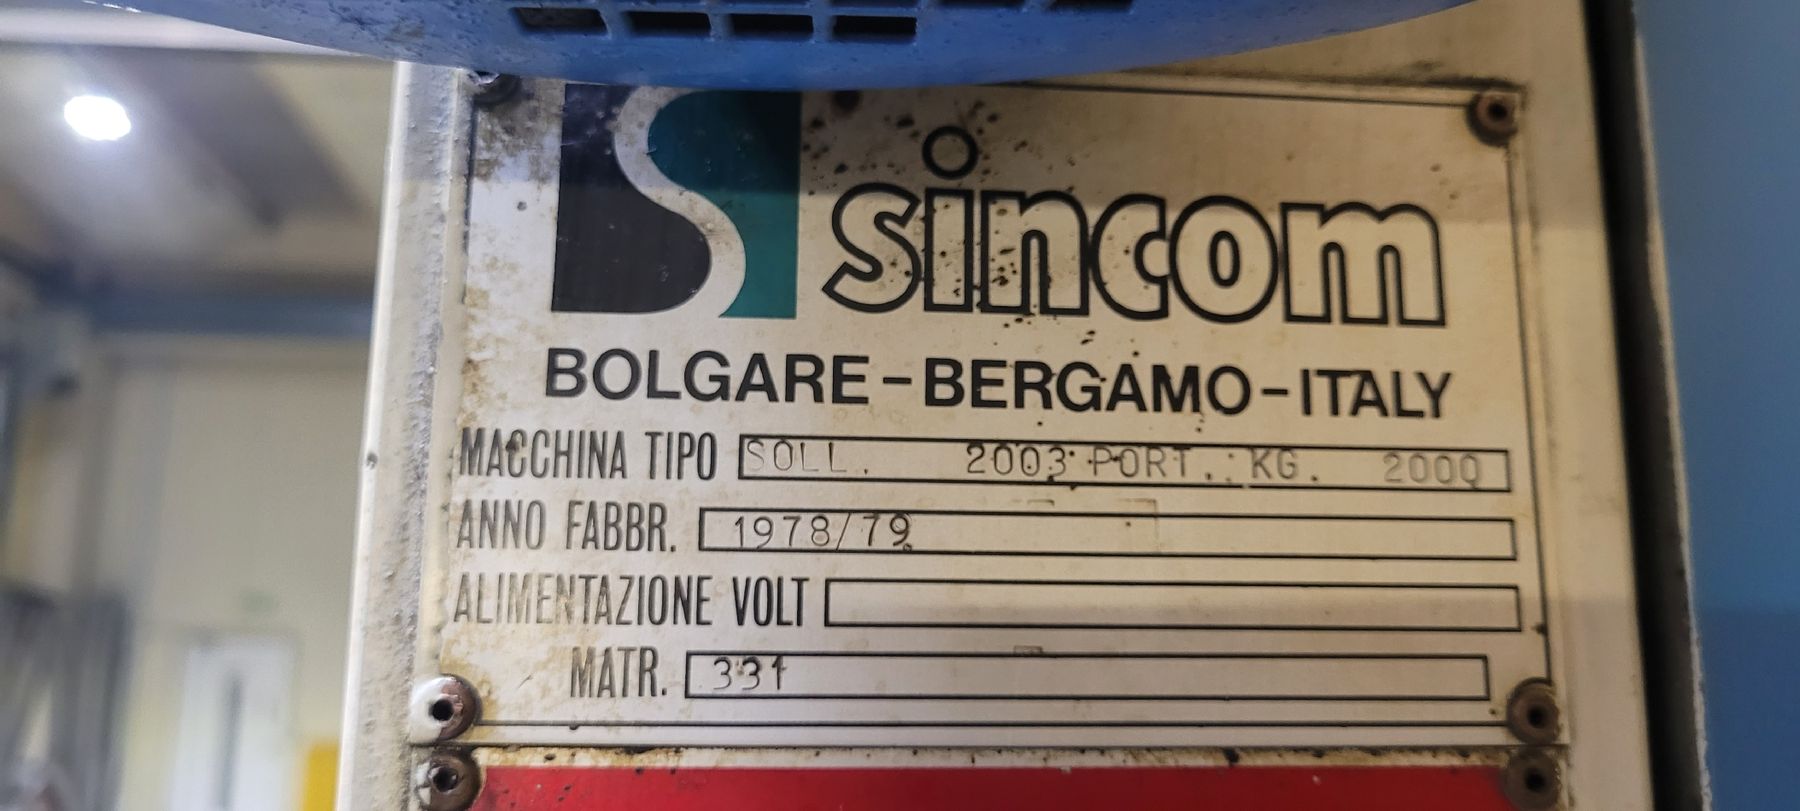 sincom
BOLGARE-BERGAMO-ITALY
MACCHINA TIPO SOLL. 2003 PORT. KG. 2000
ANNO FABBR. 1978/79
ALIMENTAZIONE VOLT
MATR. 331